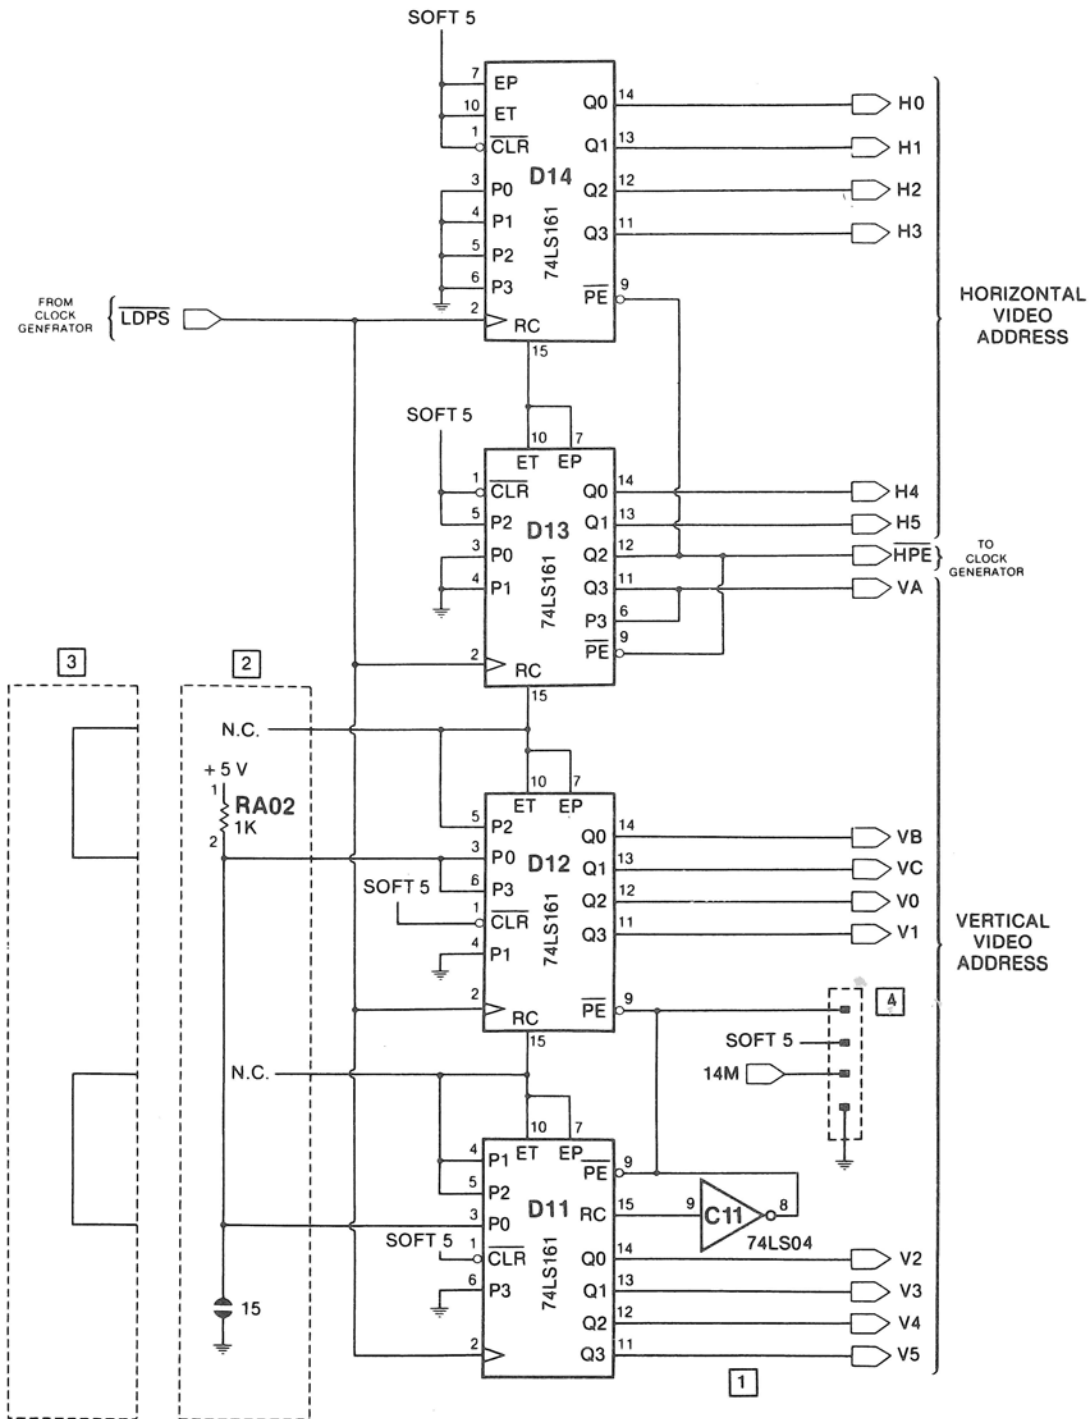 SOFT 5
7 EP
10 ET
1 CLR
3 P0
4 P1
5 P2
6 P3
2
D14
74LS161
Q0 14 H0
Q1 13 H1
Q2 12 H2
Q3 11 H3
PE 9
RC
15
FROM
CLOCK
GENFRATOR
LDPS
HORIZONTAL
VIDEO
ADDRESS
SOFT 5
10 7
ET EP
1 CLR
5 P2
3 P0
4 P1
2
D13
74LS161
Q0 14 H4
Q1 13 H5
Q2 12 HPE
Q3 11 VA
P3 6
PE 9
RC
15
TO
CLOCK
GENERATOR
3
2
N.C.
+ 5 V
1
RA02
1K
2
10 7
ET EP
5 P2
3 P0
6 P3
SOFT 5
1 CLR
4 P1
2
D12
74LS161
Q0 14 VB
Q1 13 VC
Q2 12 V0
Q3 11 V1
PE 9
RC
15
VERTICAL
VIDEO
ADDRESS
4
SOFT 5
14M
N.C.
10 7
ET EP
4 P1
5 P2
3 P0
SOFT 5
1 CLR
6 P3
2
D11
74LS161
PE 9
RC 15
9 C11 8
74LS04
Q0 14 V2
Q1 13 V3
Q2 12 V4
Q3 11 V5
15
1